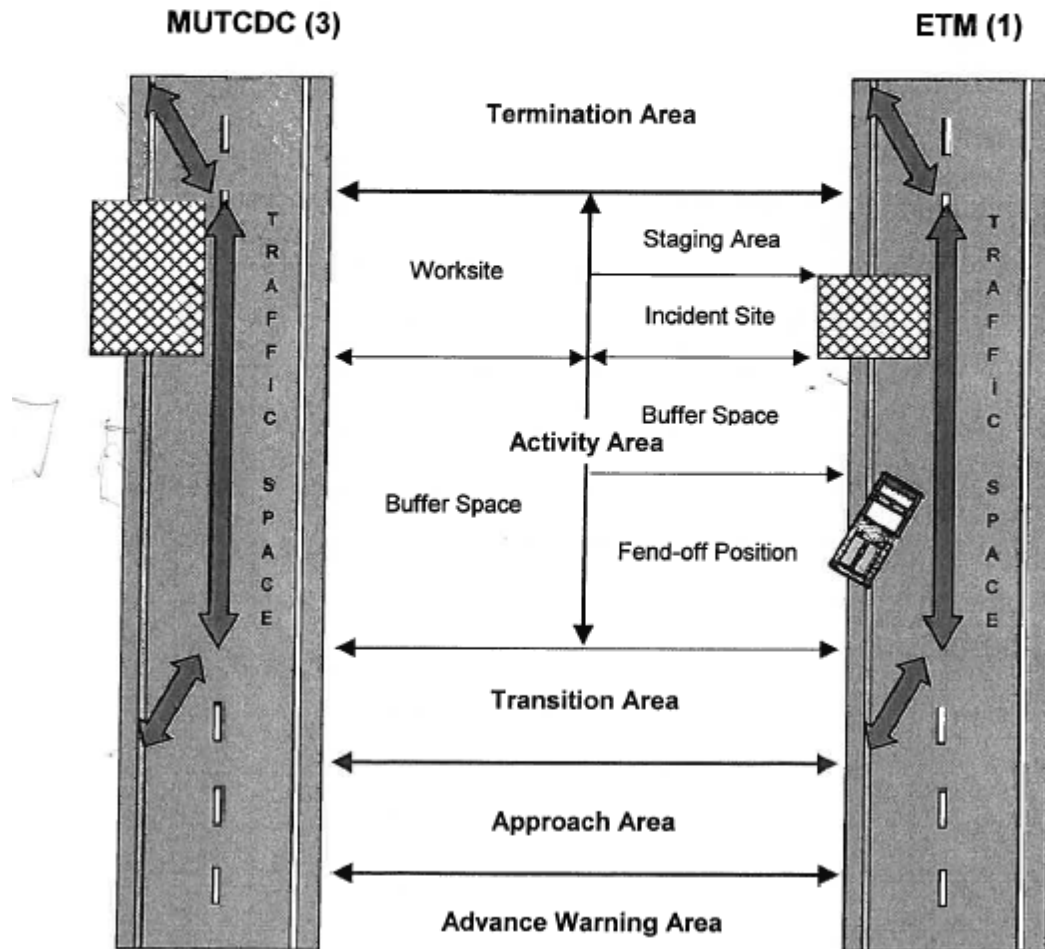 MUTCDC (3)
ETM (1)
Termination Area
Staging Area
Worksite
Incident Site
Buffer Space
Activity Area
Buffer Space
Fend-off Position
Transition Area
Approach Area
Advance Warning Area
TRAFFIC SPACE
TRAFFIC SPACE